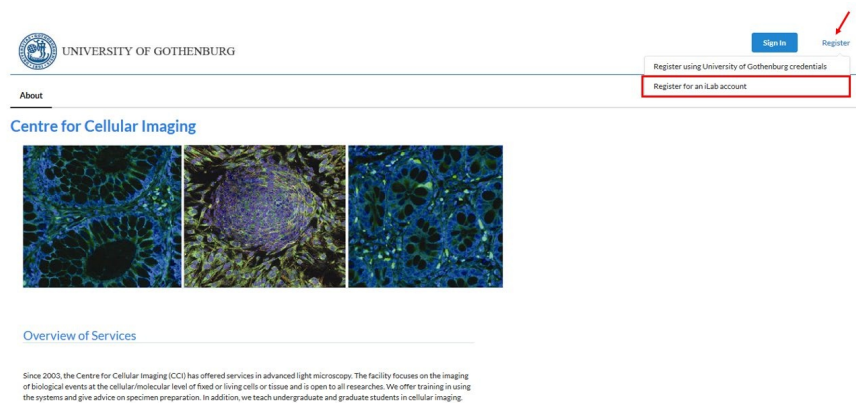 UNIVERSITY OF GOTHENBURG
Sign In
Register
Register using University of Gothenburg credentials
Register for an iLab account
About
Centre for Cellular Imaging
Overview of Services
Since 2003, the Centre for Cellular Imaging (CCI) has offered services in advanced light microscopy. The facility focuses on the imaging
of biological events at the cellular/molecular level of fixed or living cells or tissue and is open to all researches. We offer training in using
the systems and give advice on specimen preparation. In addition, we teach undergraduate and graduate students in cellular imaging.